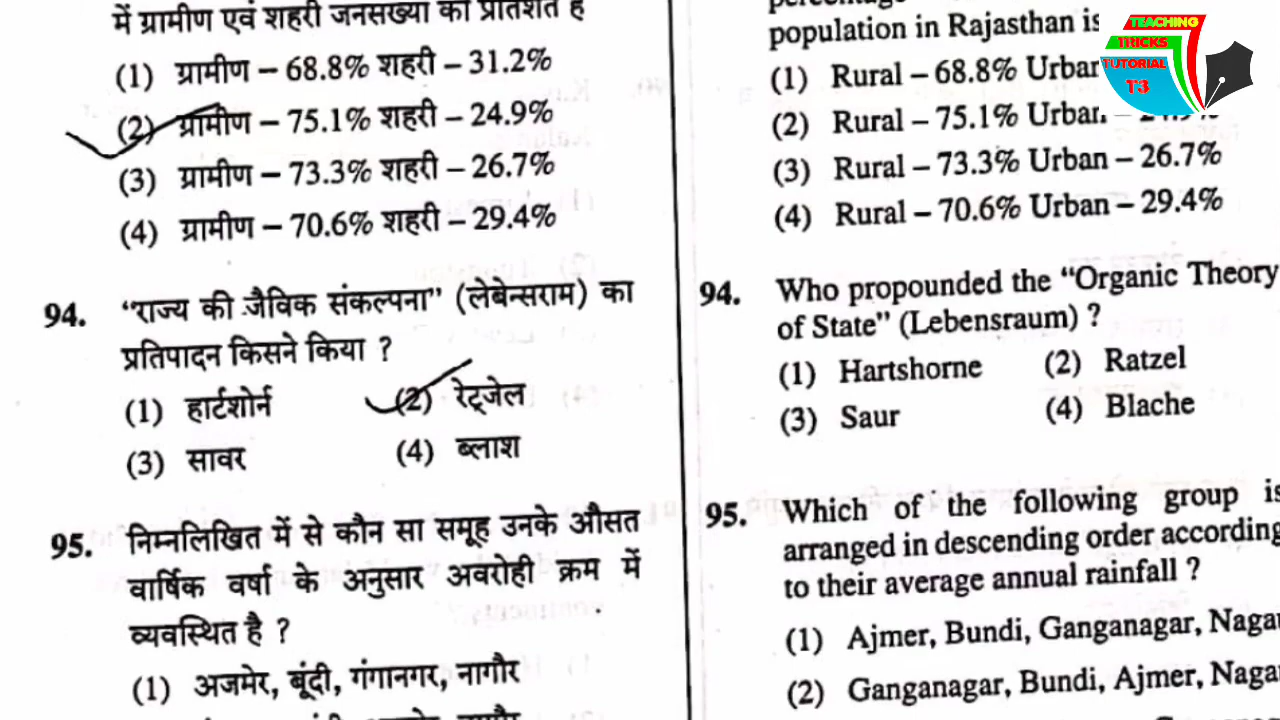 में ग्रामीण एवं शहरी जनसंख्या का प्रतिशत है
(1) ग्रामीण – 68.8% शहरी – 31.2%
(2) ग्रामीण – 75.1% शहरी – 24.9%
(3) ग्रामीण – 73.3% शहरी – 26.7%
(4) ग्रामीण – 70.6% शहरी – 29.4%
94. “राज्य की जैविक संकल्पना” (लेबेन्सराम) का
प्रतिपादन किसने किया ?
(1) हार्टशोर्न (2) रेट्जेल
(3) सावर (4) ब्लाश
95. निम्नलिखित में से कौन सा समूह उनके औसत
वार्षिक वर्षा के अनुसार अवरोही क्रम में
व्यवस्थित है ?
(1) अजमेर, बूंदी, गंगानगर, नागौर
population in Rajasthan is
(1) Rural – 68.8% Urban
(2) Rural – 75.1% Urban – 24.9%
(3) Rural – 73.3% Urban – 26.7%
(4) Rural – 70.6% Urban – 29.4%
94. Who propounded the “Organic Theory
of State” (Lebensraum) ?
(1) Hartshorne (2) Ratzel
(3) Saur (4) Blache
95. Which of the following group is
arranged in descending order according
to their average annual rainfall ?
(1) Ajmer, Bundi, Ganganagar, Nagau
(2) Ganganagar, Bundi, Ajmer, Nagau
TEACHING
TRICKS
TUTORIAL
T3